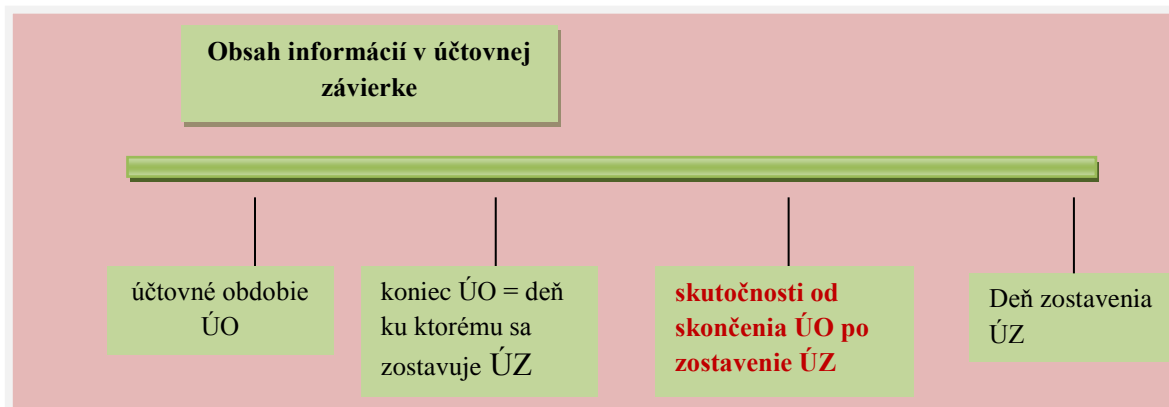 Obsah informácií v účtovnej
závierke
účtovné obdobie
ÚO
koniec ÚO = deň
ku ktorému sa
zostavuje ÚZ
skutočnosti od
skončenia ÚO po
zostavenie ÚZ
Deň zostavenia
ÚZ